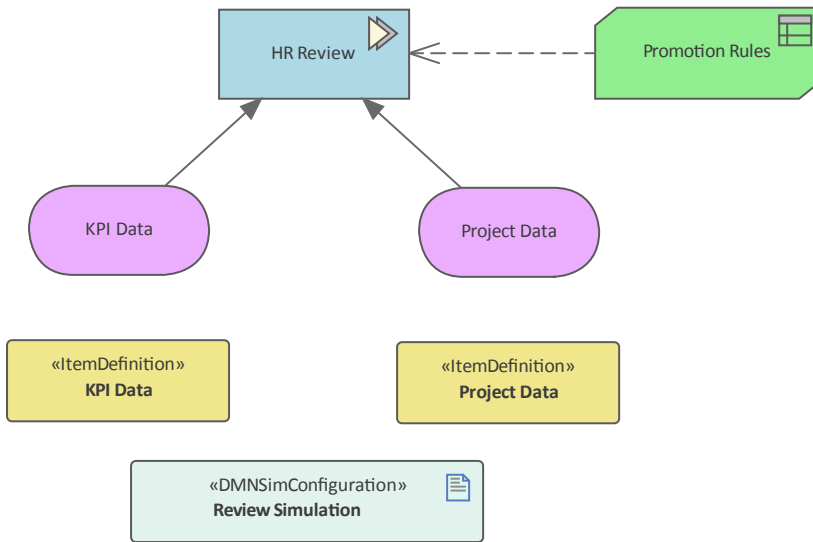 HR Review
Promotion Rules
KPI Data
Project Data
«ItemDefinition»
KPI Data
«ItemDefinition»
Project Data
«DMNSimConfiguration»
Review Simulation